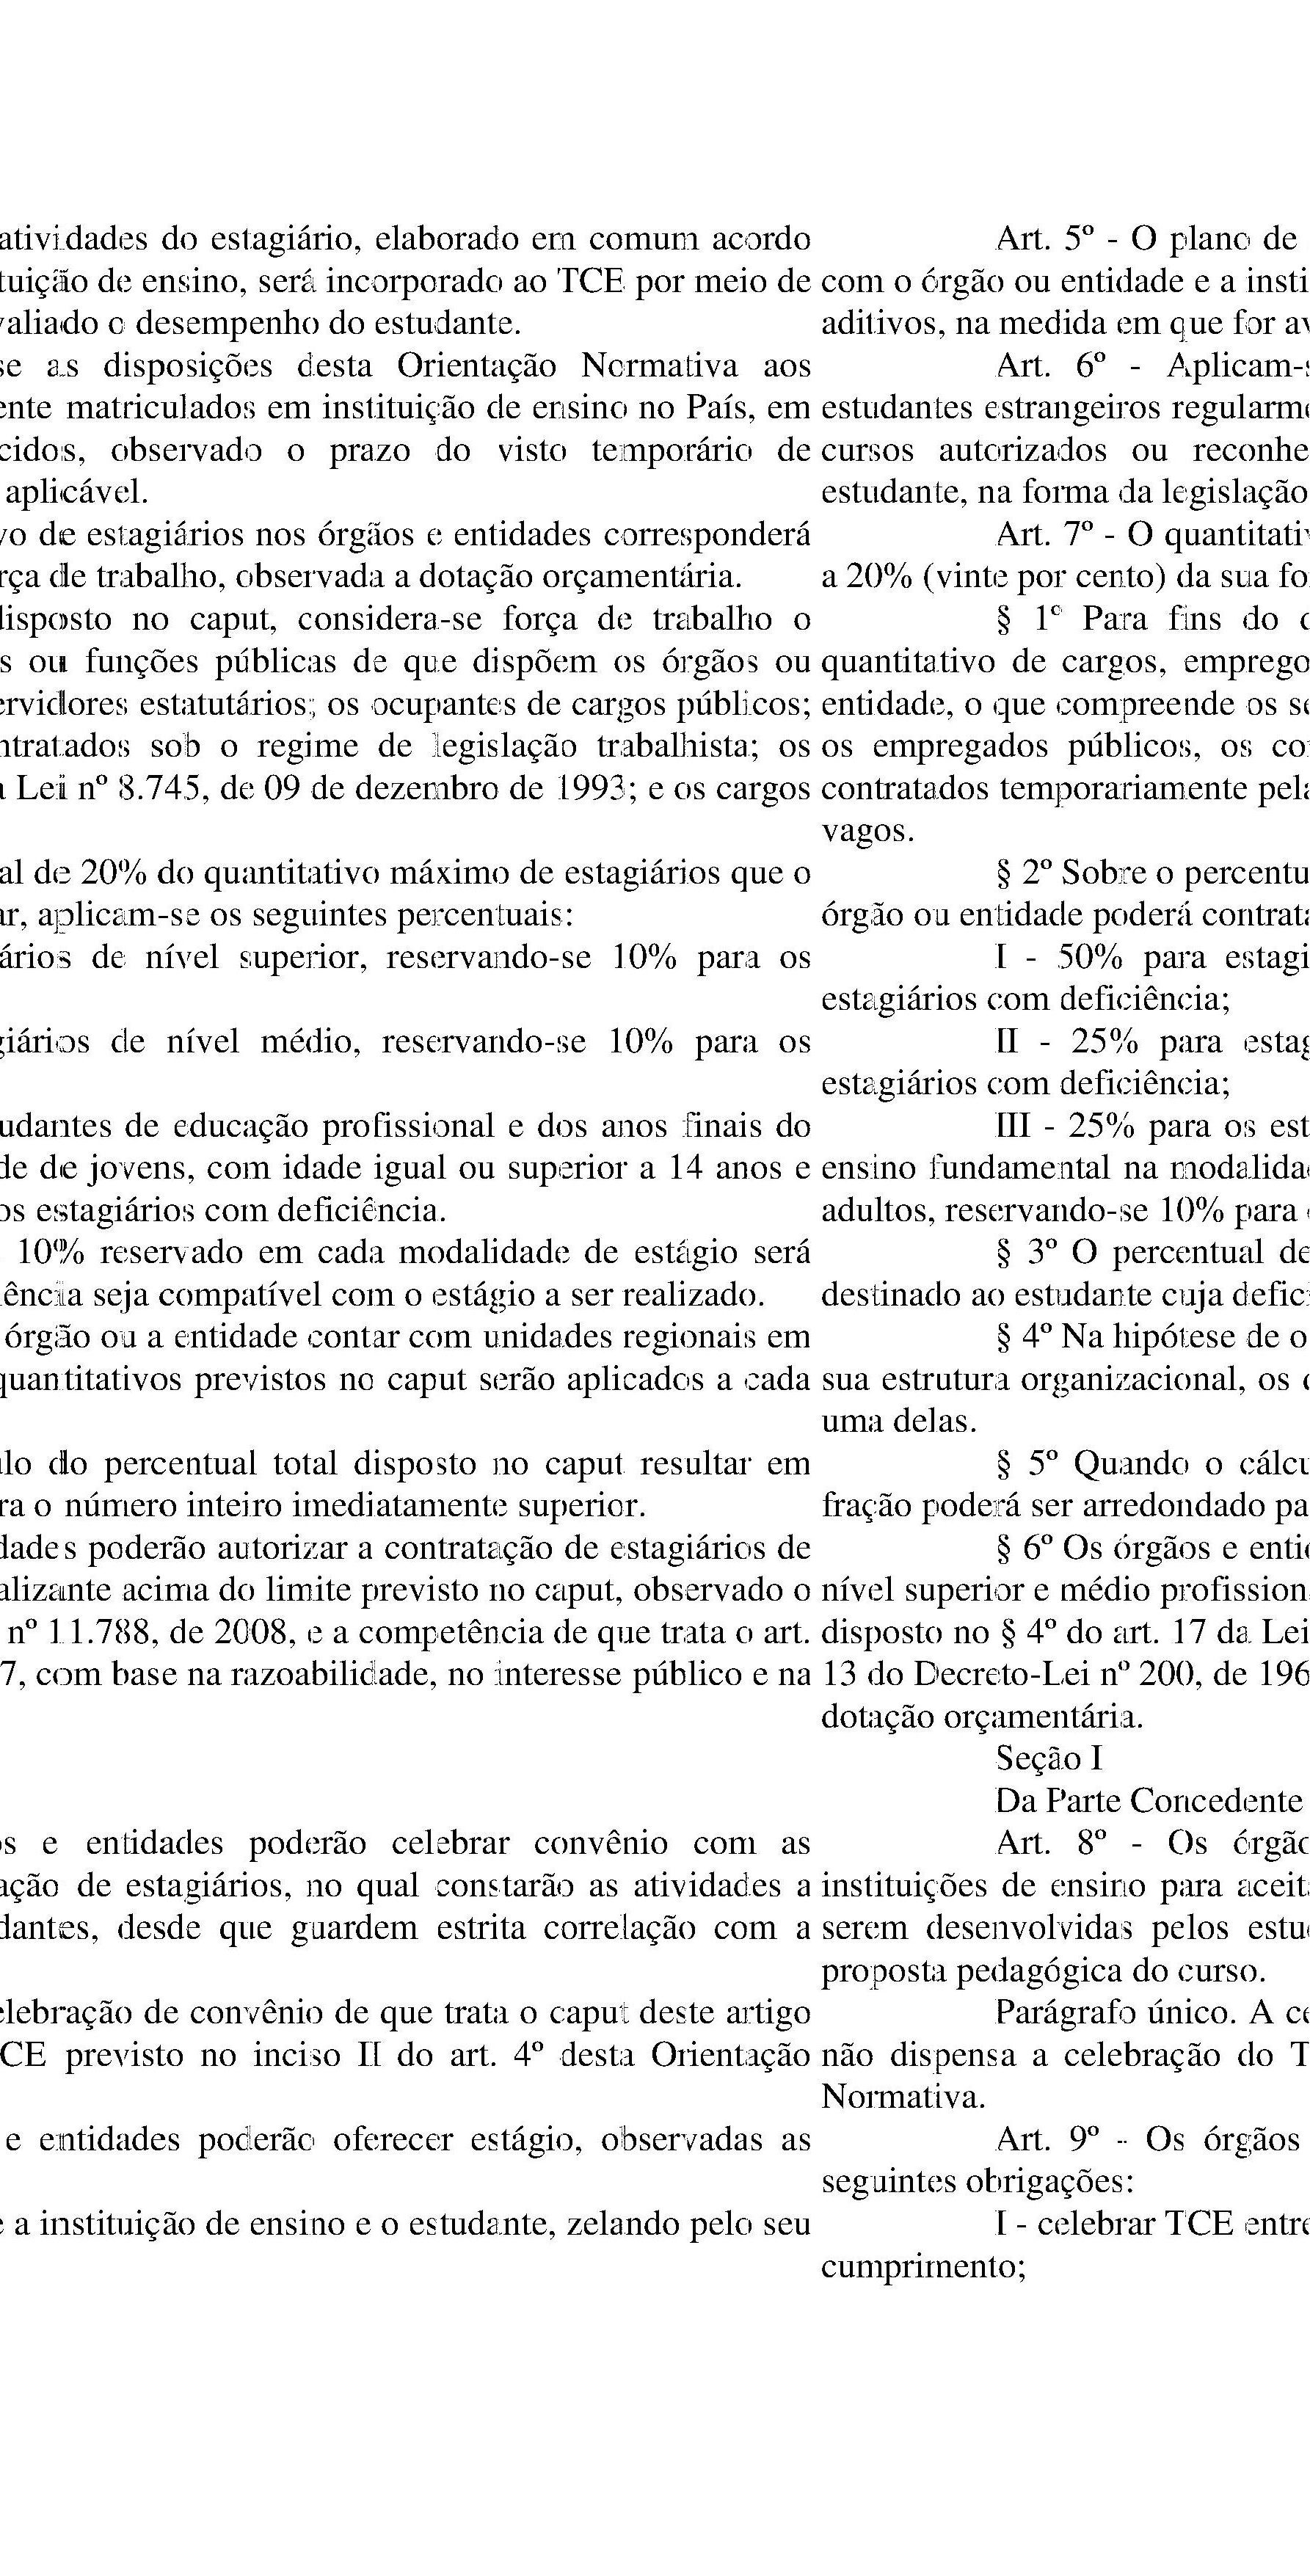 atividades do estagiário, elaborado em comum acordo
tuição de ensino, será incorporado ao TCE por meio de
valiado o desempenho do estudante.
se as disposições desta Orientação Normativa aos
ente matriculados em instituição de ensino no País, em
cidos, observado o prazo do visto temporário de
aplicável.
vo de estagiários nos órgãos e entidades corresponderá
rça de trabalho, observada a dotação orçamentária.
disposto no caput, considera-se força de trabalho o
s ou funções públicas de que dispõem os órgãos ou
ervidores estatutários; os ocupantes de cargos públicos;
ntratados sob o regime de legislação trabalhista; os
a Lei nº 8.745, de 09 de dezembro de 1993; e os cargos
al de 20% do quantitativo máximo de estagiários que o
ar, aplicam-se os seguintes percentuais:
ários de nível superior, reservando-se 10% para os
giários de nível médio, reservando-se 10% para os
udantes de educação profissional e dos anos finais do
de de jovens, com idade igual ou superior a 14 anos e
os estagiários com deficiência.
10% reservado em cada modalidade de estágio será
iência seja compatível com o estágio a ser realizado.
órgão ou a entidade contar com unidades regionais em
quantitativos previstos no caput serão aplicados a cada
ulo do percentual total disposto no caput resultar em
ra o número inteiro imediatamente superior.
dades poderão autorizar a contratação de estagiários de
alizante acima do limite previsto no caput, observado o
nº 11.788, de 2008, e a competência de que trata o art.
7, com base na razoabilidade, no interesse público e na
os e entidades poderão celebrar convênio com as
ação de estagiários, no qual constarão as atividades a
dantes, desde que guardem estrita correlação com a
elebração de convênio de que trata o caput deste artigo
CE previsto no inciso II do art. 4º desta Orientação
e entidades poderão oferecer estágio, observadas as
e a instituição de ensino e o estudante, zelando pelo seu
Art. 5º - O plano de
com o órgão ou entidade e a insti
aditivos, na medida em que for av
Art. 6º - Aplicam-s
estudantes estrangeiros regularme
cursos autorizados ou reconhe
estudante, na forma da legislação
Art. 7º - O quantitativ
a 20% (vinte por cento) da sua fo
§ 1º Para fins do d
quantitativo de cargos, emprego
entidade, o que compreende os se
os empregados públicos, os co
contratados temporariamente pela
vagos.
§ 2º Sobre o percentu
órgão ou entidade poderá contrata
I - 50% para estagi
estagiários com deficiência;
II - 25% para estag
estagiários com deficiência;
III - 25% para os est
ensino fundamental na modalidad
adultos, reservando-se 10% para o
§ 3º O percentual de
destinado ao estudante cuja defici
§ 4º Na hipótese de o
sua estrutura organizacional, os q
uma delas.
§ 5º Quando o cálcu
fração poderá ser arredondado pa
§ 6º Os órgãos e entid
nível superior e médio profissiona
disposto no § 4º do art. 17 da Lei
13 do Decreto-Lei nº 200, de 196
dotação orçamentária.
Seção I
Da Parte Concedente
Art. 8º - Os órgão
instituições de ensino para aceita
serem desenvolvidas pelos estud
proposta pedagógica do curso.
Parágrafo único. A ce
não dispensa a celebração do T
Normativa.
Art. 9º - Os órgãos
seguintes obrigações:
I - celebrar TCE entre
cumprimento;